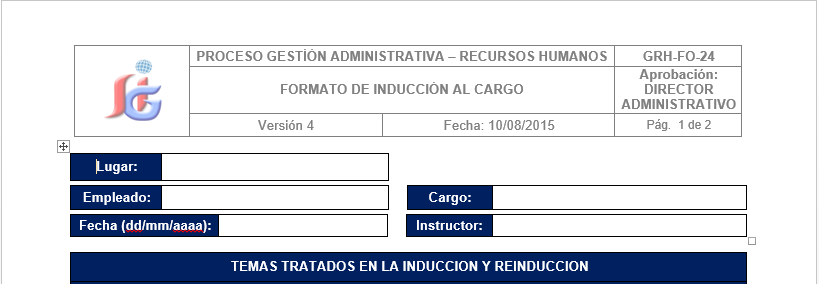 PROCESO GESTIÓN ADMINISTRATIVA – RECURSOS HUMANOS
GRH-FO-24
FORMATO DE INDUCCIÓN AL CARGO
Aprobación:
DIRECTOR
ADMINISTRATIVO
Versión 4
Fecha: 10/08/2015
Pág. 1 de 2
Lugar:
Empleado:
Cargo:
Fecha (dd/mm/aaaa):
Instructor:
TEMAS TRATADOS EN LA INDUCCION Y REINDUCCION